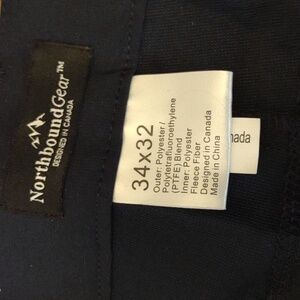 NorthboundGear™
DESIGNED IN CANADA
34x32
Outer: Polyester /
Polytetrafluoroethylene
(PTFE) Blend
Inner: Polyester
Fleece Fiber
Designed in Canada
Made in China
nada